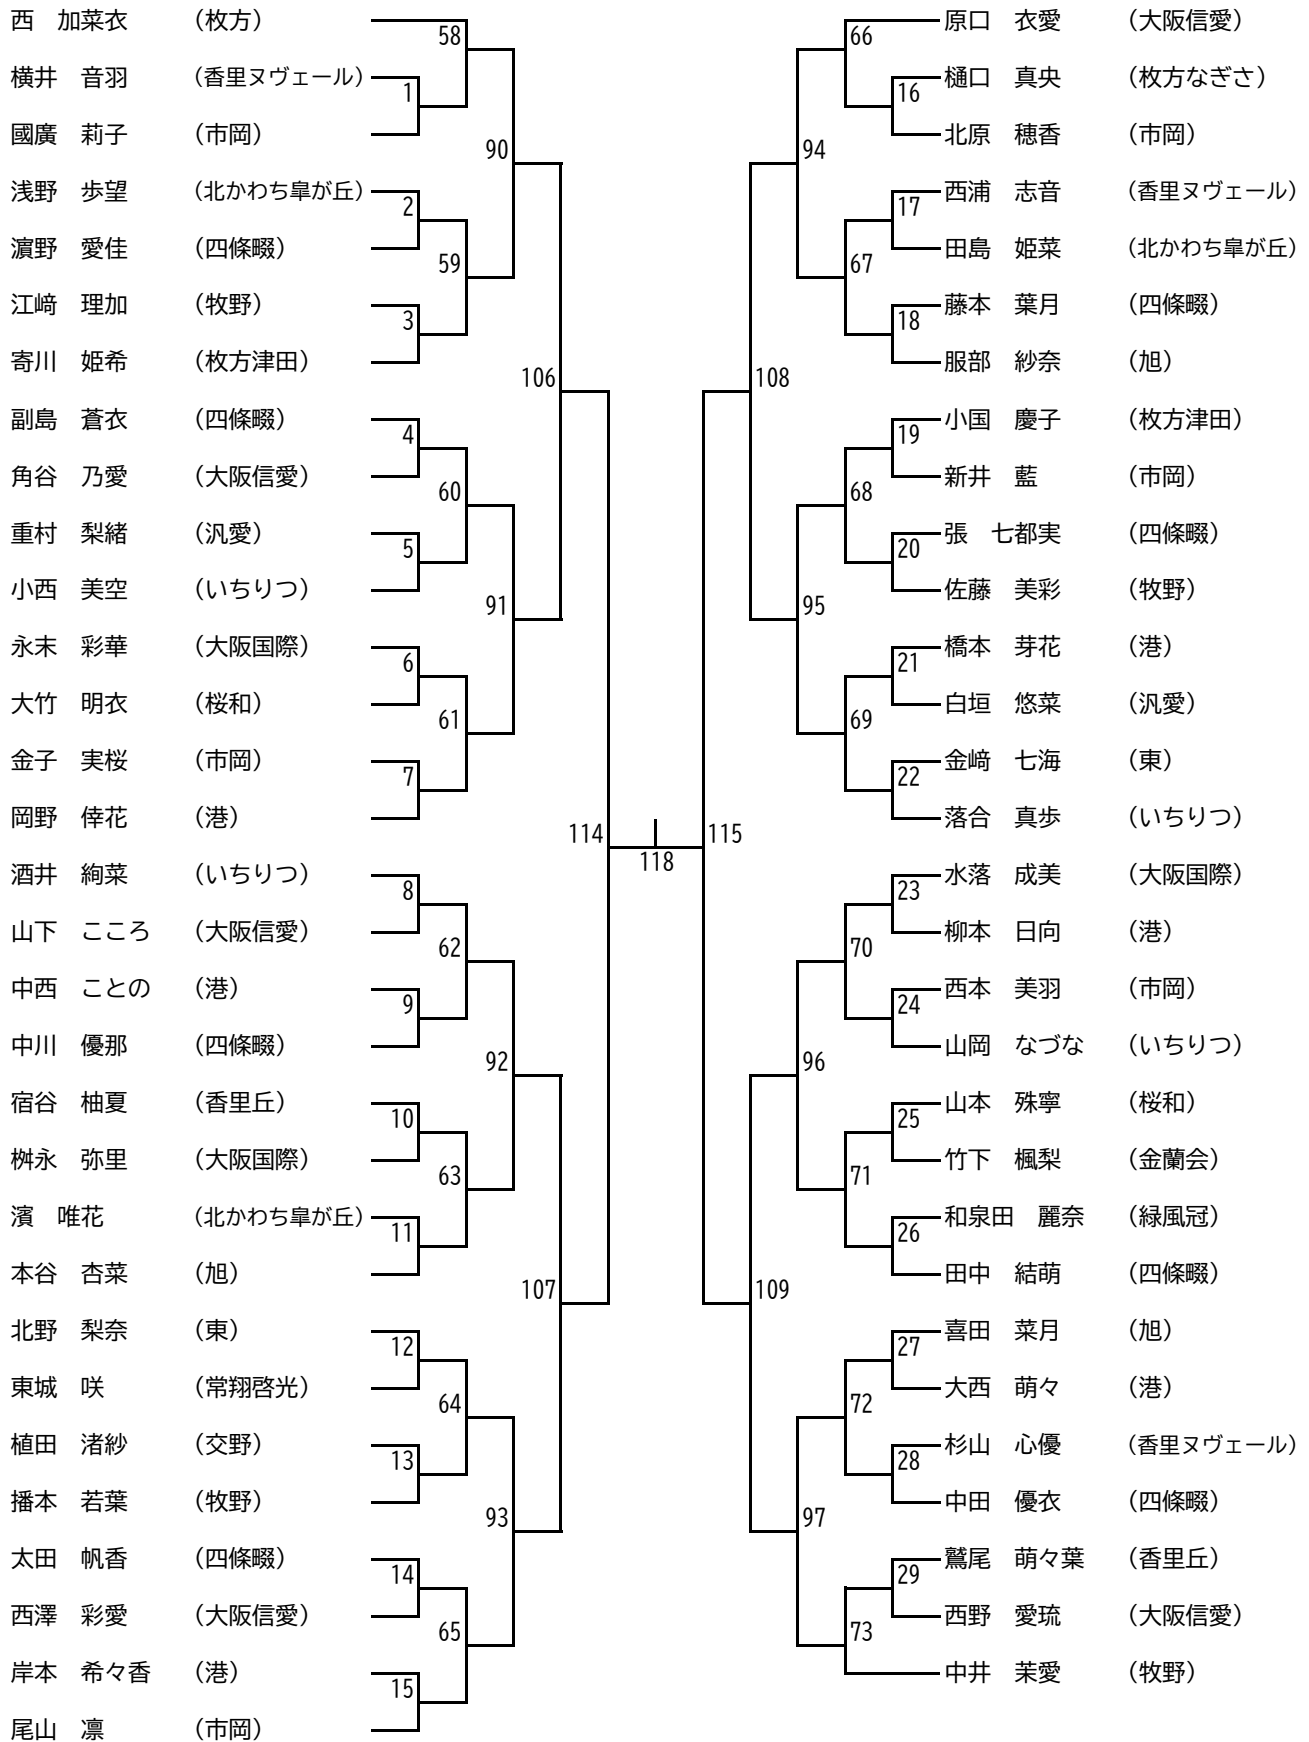 西　加菜衣　（枚方）
58
横井　音羽　（香里ヌヴェール）
1
國廣　莉子　（市岡）
90
浅野　歩望　（北かわち皐が丘）
2
濵野　愛佳　（四條畷）
59
江﨑　理加　（牧野）
3
寄川　姫希　（枚方津田）
106
副島　蒼衣　（四條畷）
4
角谷　乃愛　（大阪信愛）
60
重村　梨緒　（汎愛）
5
小西　美空　（いちりつ）
91
永末　彩華　（大阪国際）
6
大竹　明衣　（桜和）
61
金子　実桜　（市岡）
7
岡野　倖花　（港）
114
酒井　絢菜　（いちりつ）
8
山下　こころ　（大阪信愛）
62
中西　ことの　（港）
9
中川　優那　（四條畷）
92
宿谷　柚夏　（香里丘）
10
桝永　弥里　（大阪国際）
63
濱　唯花　（北かわち皐が丘）
11
本谷　杏菜　（旭）
107
北野　梨奈　（東）
12
東城　咲　（常翔啓光）
64
植田　渚紗　（交野）
13
播本　若葉　（牧野）
93
太田　帆香　（四條畷）
14
西澤　彩愛　（大阪信愛）
65
岸本　希々香　（港）
15
尾山　凛　（市岡）
118
原口　衣愛　（大阪信愛）
66
樋口　真央　（枚方なぎさ）
16
北原　穂香　（市岡）
94
西浦　志音　（香里ヌヴェール）
17
田島　姫菜　（北かわち皐が丘）
67
藤本　葉月　（四條畷）
18
服部　紗奈　（旭）
108
小国　慶子　（枚方津田）
19
新井　藍　（市岡）
68
張　七都実　（四條畷）
20
佐藤　美彩　（牧野）
95
橋本　芽花　（港）
21
白垣　悠菜　（汎愛）
69
金﨑　七海　（東）
22
落合　真歩　（いちりつ）
115
水落　成美　（大阪国際）
23
柳本　日向　（港）
70
西本　美羽　（市岡）
24
山岡　なづな　（いちりつ）
96
山本　殊寧　（桜和）
25
竹下　楓梨　（金蘭会）
71
和泉田　麗奈　（緑風冠）
26
田中　結萌　（四條畷）
109
喜田　菜月　（旭）
27
大西　萌々　（港）
72
杉山　心優　（香里ヌヴェール）
28
中田　優衣　（四條畷）
97
鷲尾　萌々葉　（香里丘）
29
西野　愛琉　（大阪信愛）
73
中井　茉愛　（牧野）